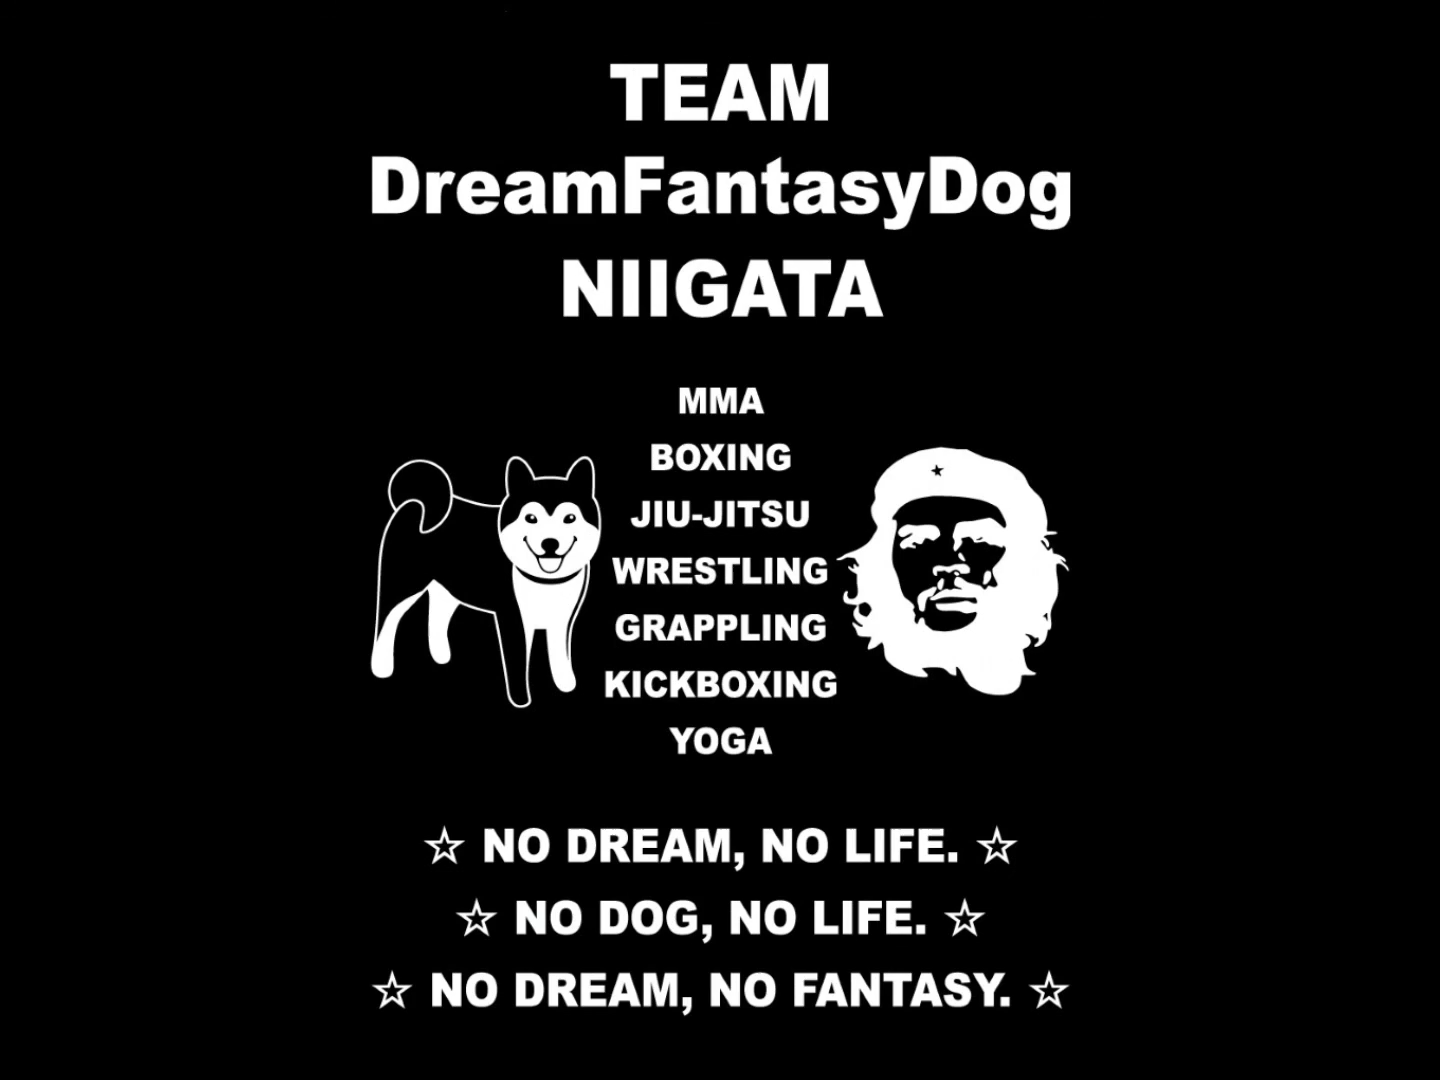 TEAM
DreamFantasyDog
NIIGATA
MMA
BOXING
JIU-JITSU
WRESTLING
GRAPPLING
KICKBOXING
YOGA
☆ NO DREAM, NO LIFE. ☆
☆ NO DOG, NO LIFE. ☆
☆ NO DREAM, NO FANTASY. ☆